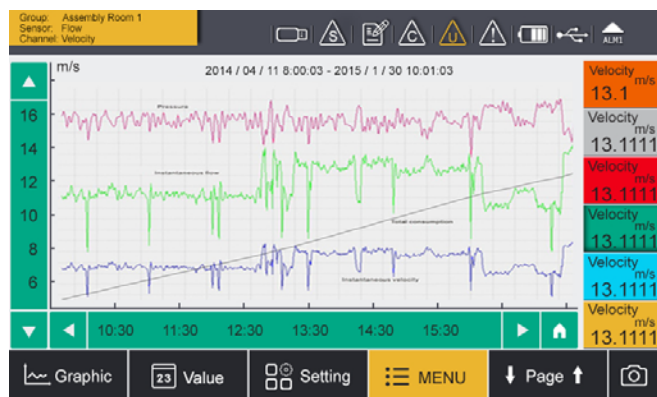 Group: Assembly Room 1
Sensor: Flow
Channel: Velocity
S
C
U
ALM1
m/s
2014 / 04 / 11 8:00:03 - 2015 / 1 / 30 10:01:03
16
14
12
10
8
6
Pressure
Instantaneous flow
Total consumption
Instantaneous velocity
10:30 11:30 12:30 13:30 14:30 15:30
Velocity
m/s
13.1
Velocity
m/s
13.1111
Velocity
m/s
13.1111
Velocity
m/s
13.1111
Velocity
m/s
13.1111
Velocity
m/s
13.1111
Graphic
23 Value
Setting
MENU
Page